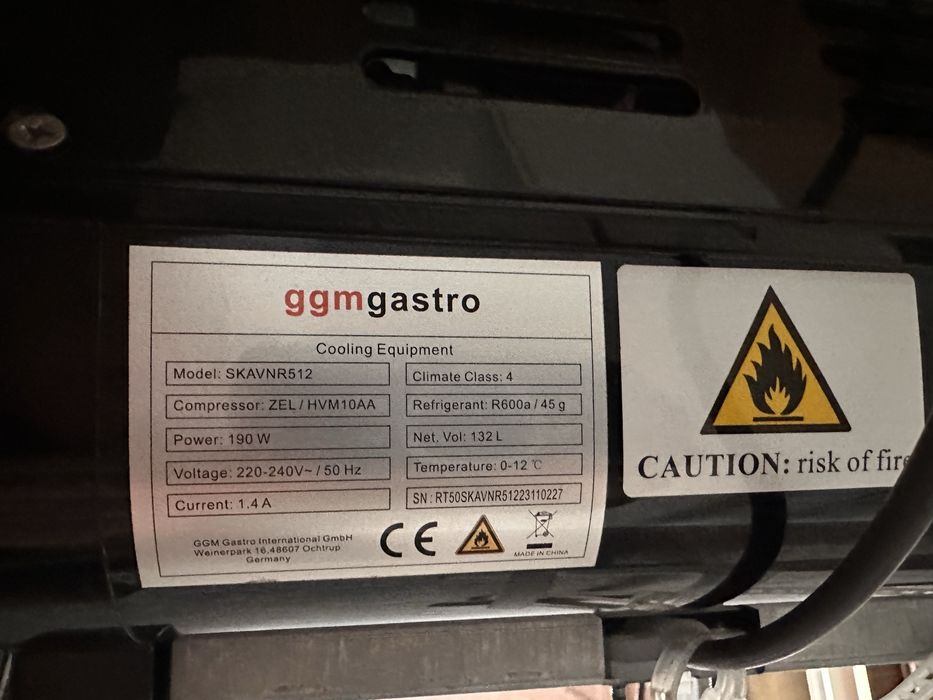 ggmgastro
Cooling Equipment
Model: SKAVNR512
Climate Class: 4
Compressor: ZEL / HVM10AA
Refrigerant: R600a / 45 g
Power: 190 W
Net. Vol: 132 L
Voltage: 220-240V~ / 50 Hz
Temperature: 0-12 ℃
Current: 1.4 A
SN : RT50SKAVNR51223110227
GGM Gastro International GmbH
Weinerpark 16,48607 Ochtrup
Germany
CE
MADE IN CHINA
CAUTION: risk of fire